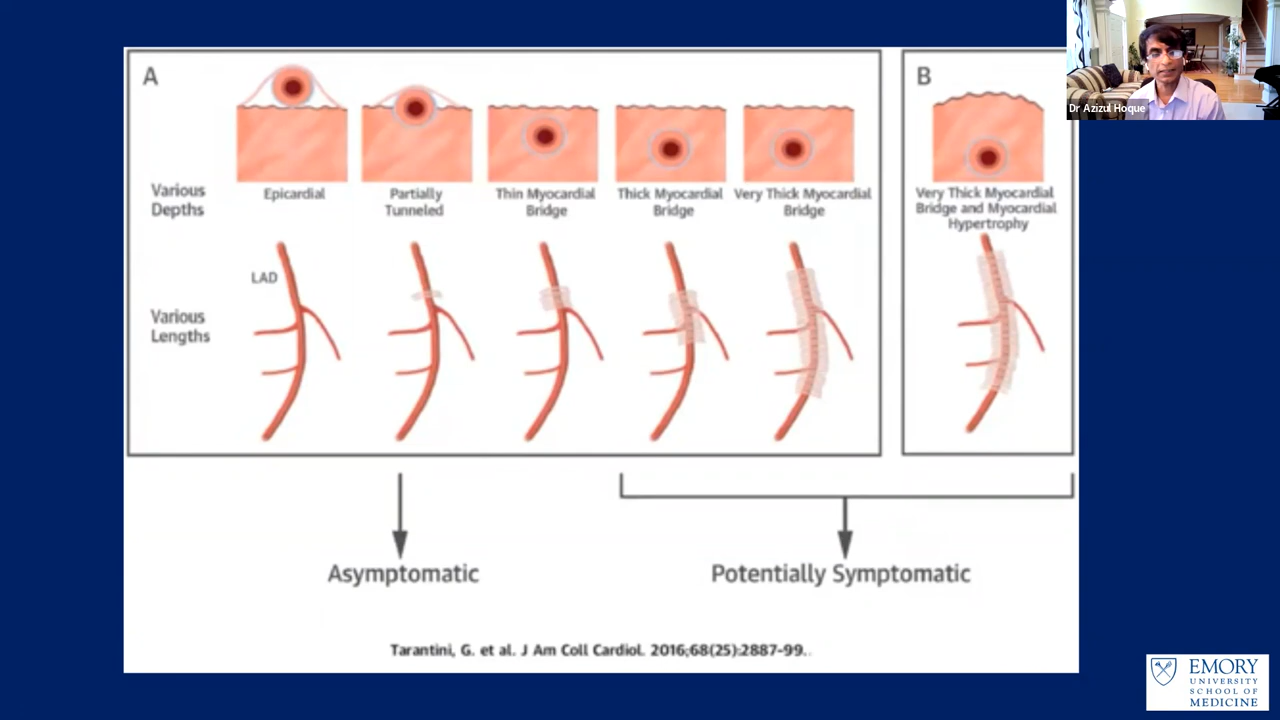 A
B
Dr Azizul Hoque
Various
Depths
Epicardial
Partially
Tunneled
Thin Myocardial
Bridge
Thick Myocardial
Bridge
Very Thick Myocardial
Bridge
Very Thick Myocardial
Bridge and Myocardial
Hypertrophy
LAD
Various
Lengths
Asymptomatic
Potentially Symptomatic
Tarantini, G. et al. J Am Coll Cardiol. 2016;68(25):2887-99.
EMORY
UNIVERSITY
SCHOOL OF
MEDICINE